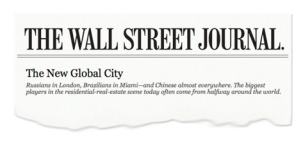 THE WALL STREET JOURNAL.
The New Global City
Russians in London, Brazilians in Miami—and Chinese almost everywhere. The biggest
players in the residential-real-estate scene today often come from halfway around the world.